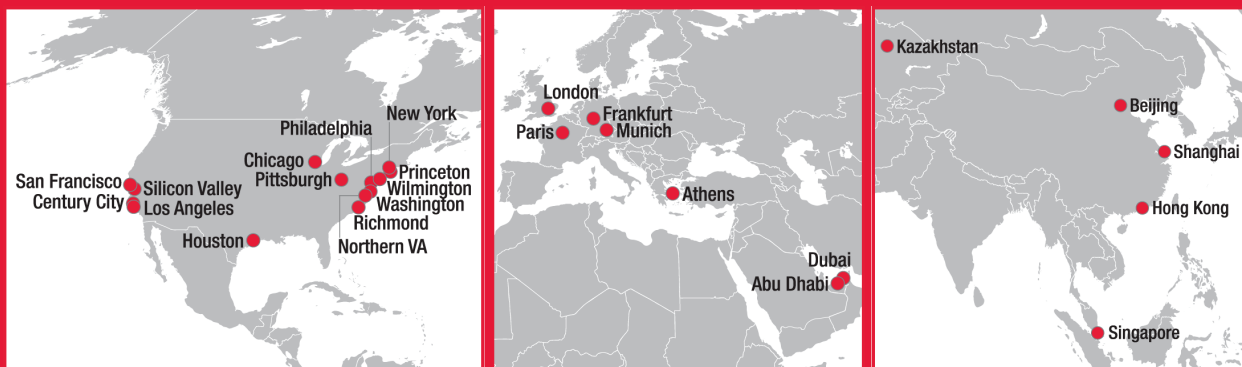 New York
Philadelphia
Chicago
Pittsburgh
Princeton
Wilmington
Washington
Richmond
Northern VA
San Francisco
Silicon Valley
Century City
Los Angeles
Houston
London
Frankfurt
Paris
Munich
Athens
Dubai
Abu Dhabi
Kazakhstan
Beijing
Shanghai
Hong Kong
Singapore